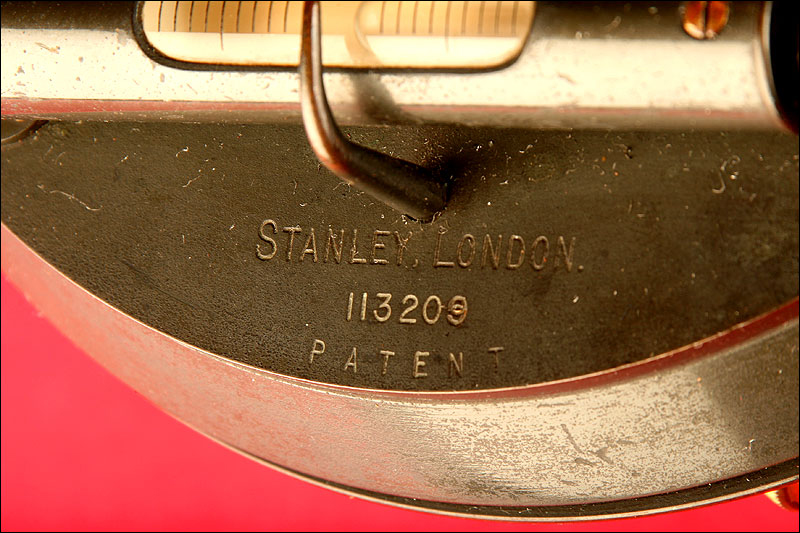 STANLEY, LONDON.
113209
PATENT